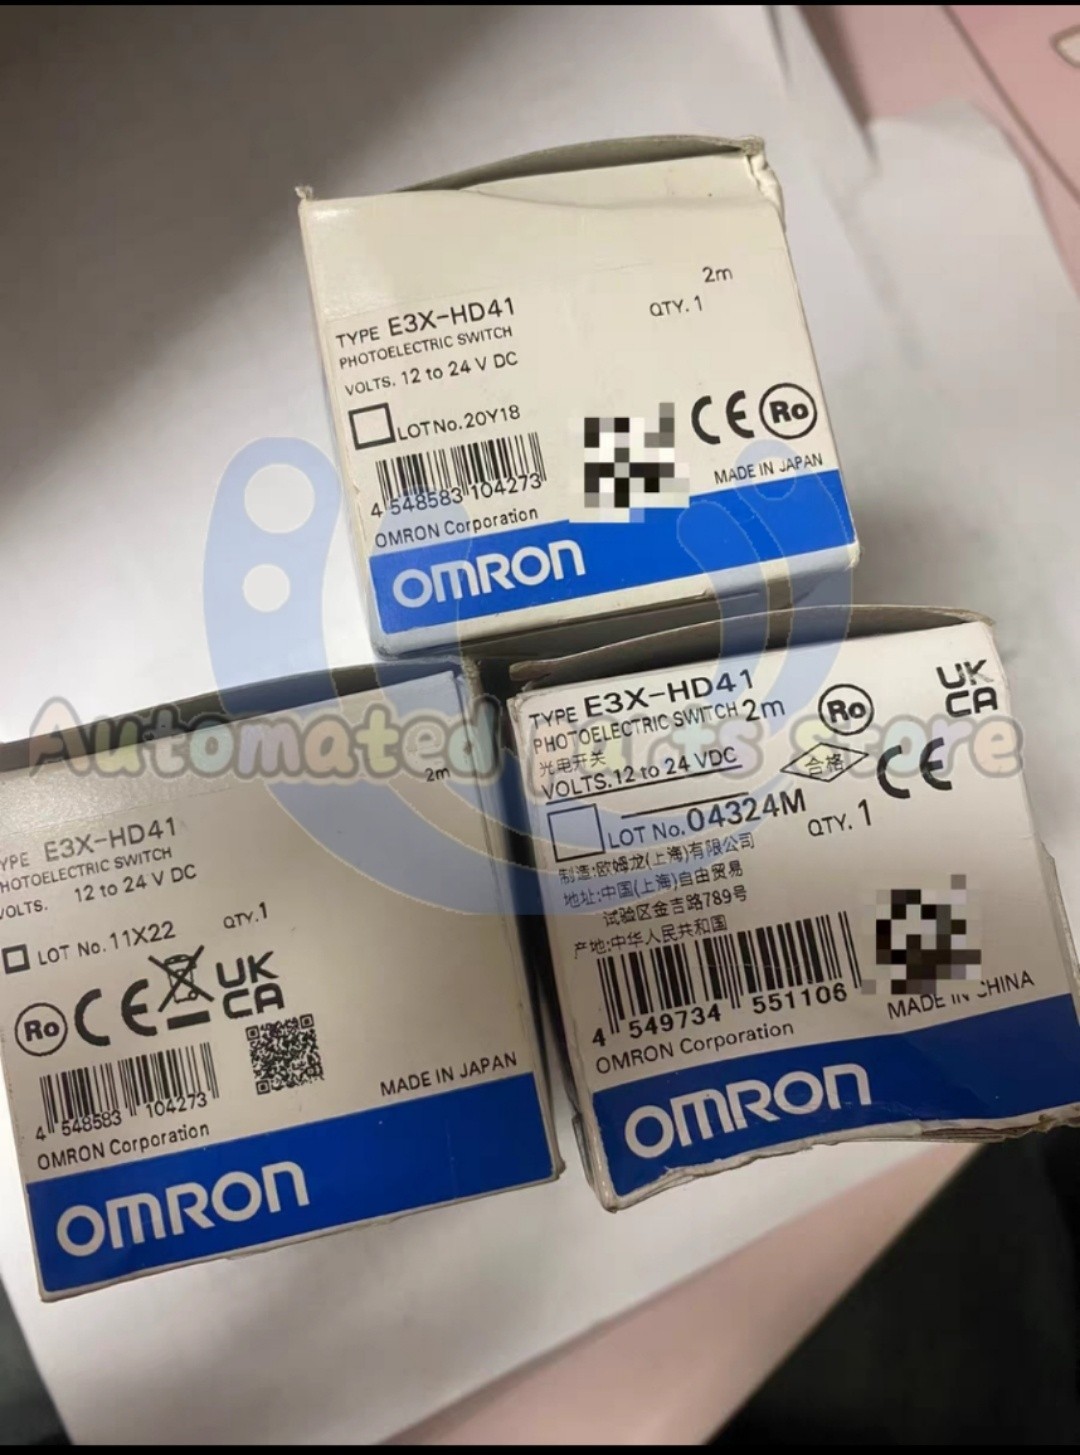 2m
TYPE E3X-HD41
QTY. 1
PHOTOELECTRIC SWITCH
VOLTS. 12 to 24 V DC
LOT No. 20Y18
CE Ro
4 548583 104273
MADE IN JAPAN
OMRON Corporation
OMRON
Automated Parts store
2m
YPE E3X-HD41
HOTOELECTRIC SWITCH
VOLTS. 12 to 24 V DC
QTY.1
LOT No. 11X22
Ro CE UK CA
4 548583 104273
MADE IN JAPAN
OMRON Corporation
OMRON
TYPE E3X-HD41
PHOTOELECTRIC SWITCH 2m
Ro
UK CA
光电开关
VOLTS. 12 to 24 VDC
合格
CE
LOT No. 04324M
QTY. 1
制造:欧姆龙(上海)有限公司
地址:中国(上海)自由贸易
试验区金吉路789号
产地:中华人民共和国
4 549734 551106
MADE IN CHINA
OMRON Corporation
OMRON